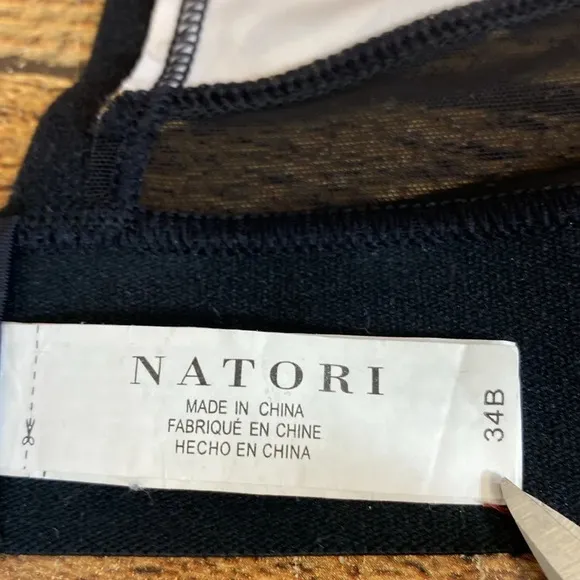 NATORI
MADE IN CHINA
FABRIQUÉ EN CHINE
HECHO EN CHINA
34B